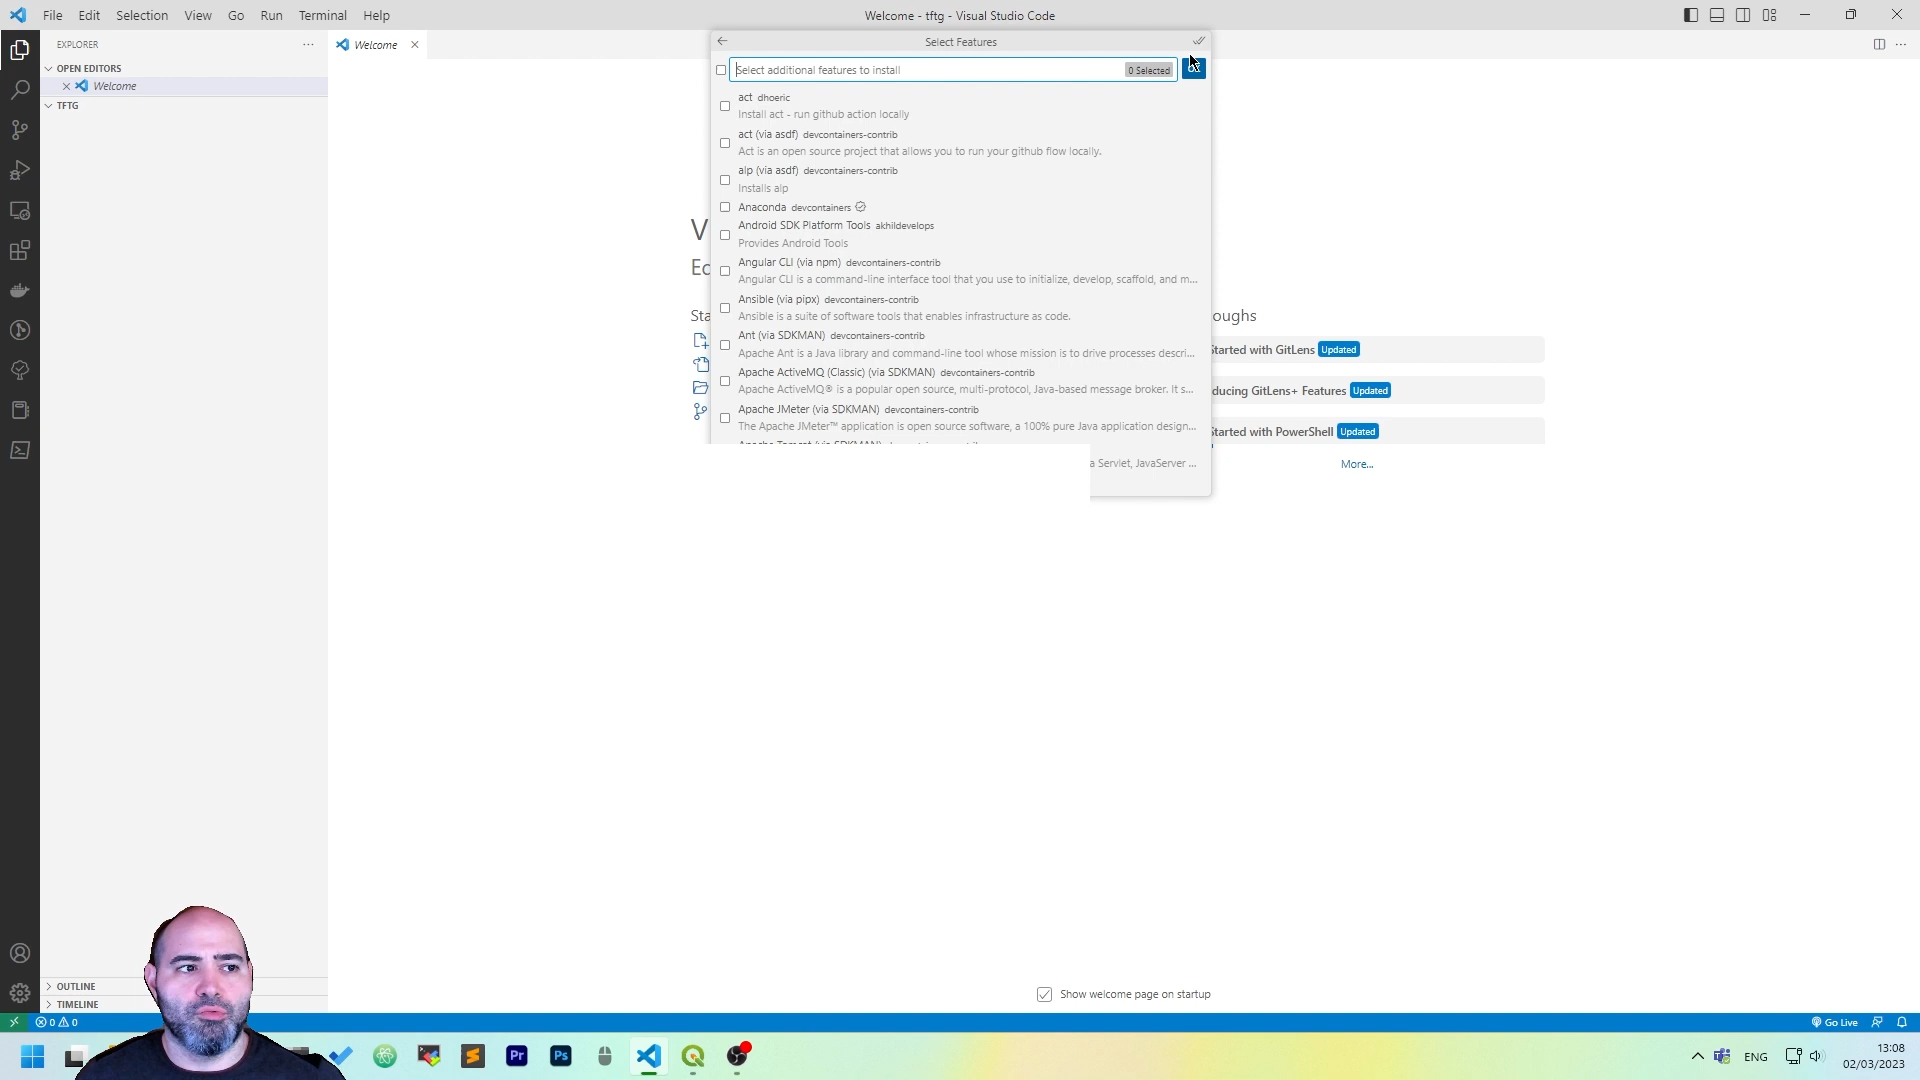 File Edit Selection View Go Run Terminal Help
Welcome - tftg - Visual Studio Code
EXPLORER
OPEN EDITORS
Welcome
TFTG
OUTLINE
TIMELINE
Welcome
Select Features
Select additional features to install
0 Selected
act dhoeric
Install act - run github action locally
act (via asdf) devcontainers-contrib
Act is an open source project that allows you to run your github flow locally.
alp (via asdf) devcontainers-contrib
Installs alp
Anaconda devcontainers
Android SDK Platform Tools akhildevelops
Provides Android Tools
Angular CLI (via npm) devcontainers-contrib
Angular CLI is a command-line interface tool that you use to initialize, develop, scaffold, and m...
Ansible (via pipx) devcontainers-contrib
Ansible is a suite of software tools that enables infrastructure as code.
Ant (via SDKMAN) devcontainers-contrib
Apache Ant is a Java library and command-line tool whose mission is to drive processes descri...
Apache ActiveMQ (Classic) (via SDKMAN) devcontainers-contrib
Apache ActiveMQ® is a popular open source, multi-protocol, Java-based message broker. It s...
Apache JMeter (via SDKMAN) devcontainers-contrib
The Apache JMeter™ application is open source software, a 100% pure Java application design...
a Servlet, JavaServer ...
V
Ec
Sta
oughs
Started with GitLens Updated
ducing GitLens+ Features Updated
Started with PowerShell Updated
More...
Show welcome page on startup
0 0
Go Live
Pr
Ps
ENG
13:08
02/03/2023